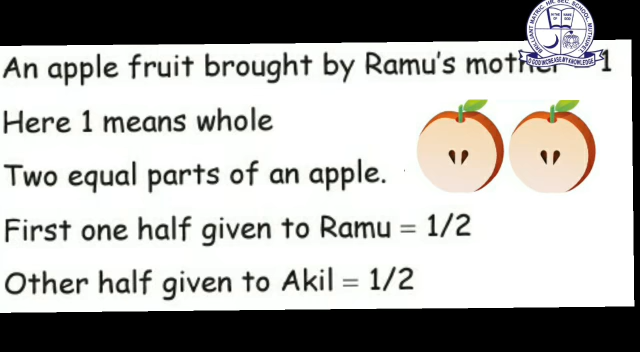 An apple fruit brought by Ramu's mother 1
Here 1 means whole
Two equal parts of an apple.
First one half given to Ramu = 1/2
Other half given to Akil = 1/2